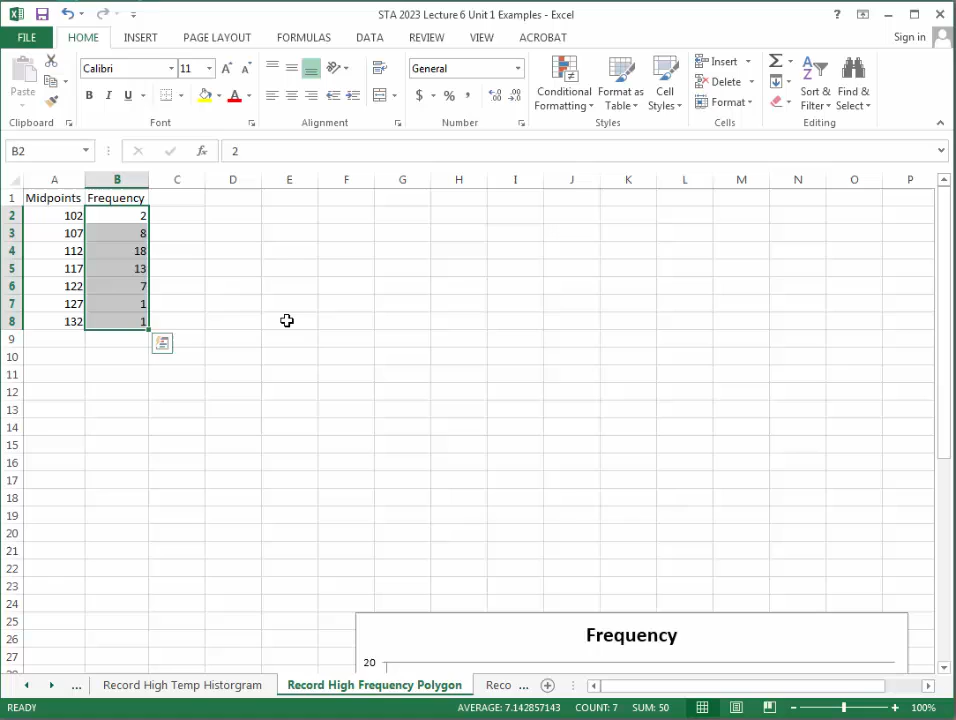 STA 2023 Lecture 6 Unit 1 Examples - Excel
FILE HOME INSERT PAGE LAYOUT FORMULAS DATA REVIEW VIEW ACROBAT Sign in
Paste
Calibri 11
B I U
General
$ % ,
Conditional Formatting
Format as Table
Cell Styles
Insert
Delete
Format
Sort & Filter
Find & Select
Clipboard Font Alignment Number Styles Cells Editing
B2 fx 2
A B C D E F G H I J K L M N O P
1 Midpoints Frequency
2 102 2
3 107 8
4 112 18
5 117 13
6 122 7
7 127 1
8 132 1
9
10
11
12
13
14
15
16
17
18
19
20
21
22
23
24
25
26 Frequency
27 20
... Record High Temp Historgram Record High Frequency Polygon Reco ...
READY AVERAGE: 7.142857143 COUNT: 7 SUM: 50 100%